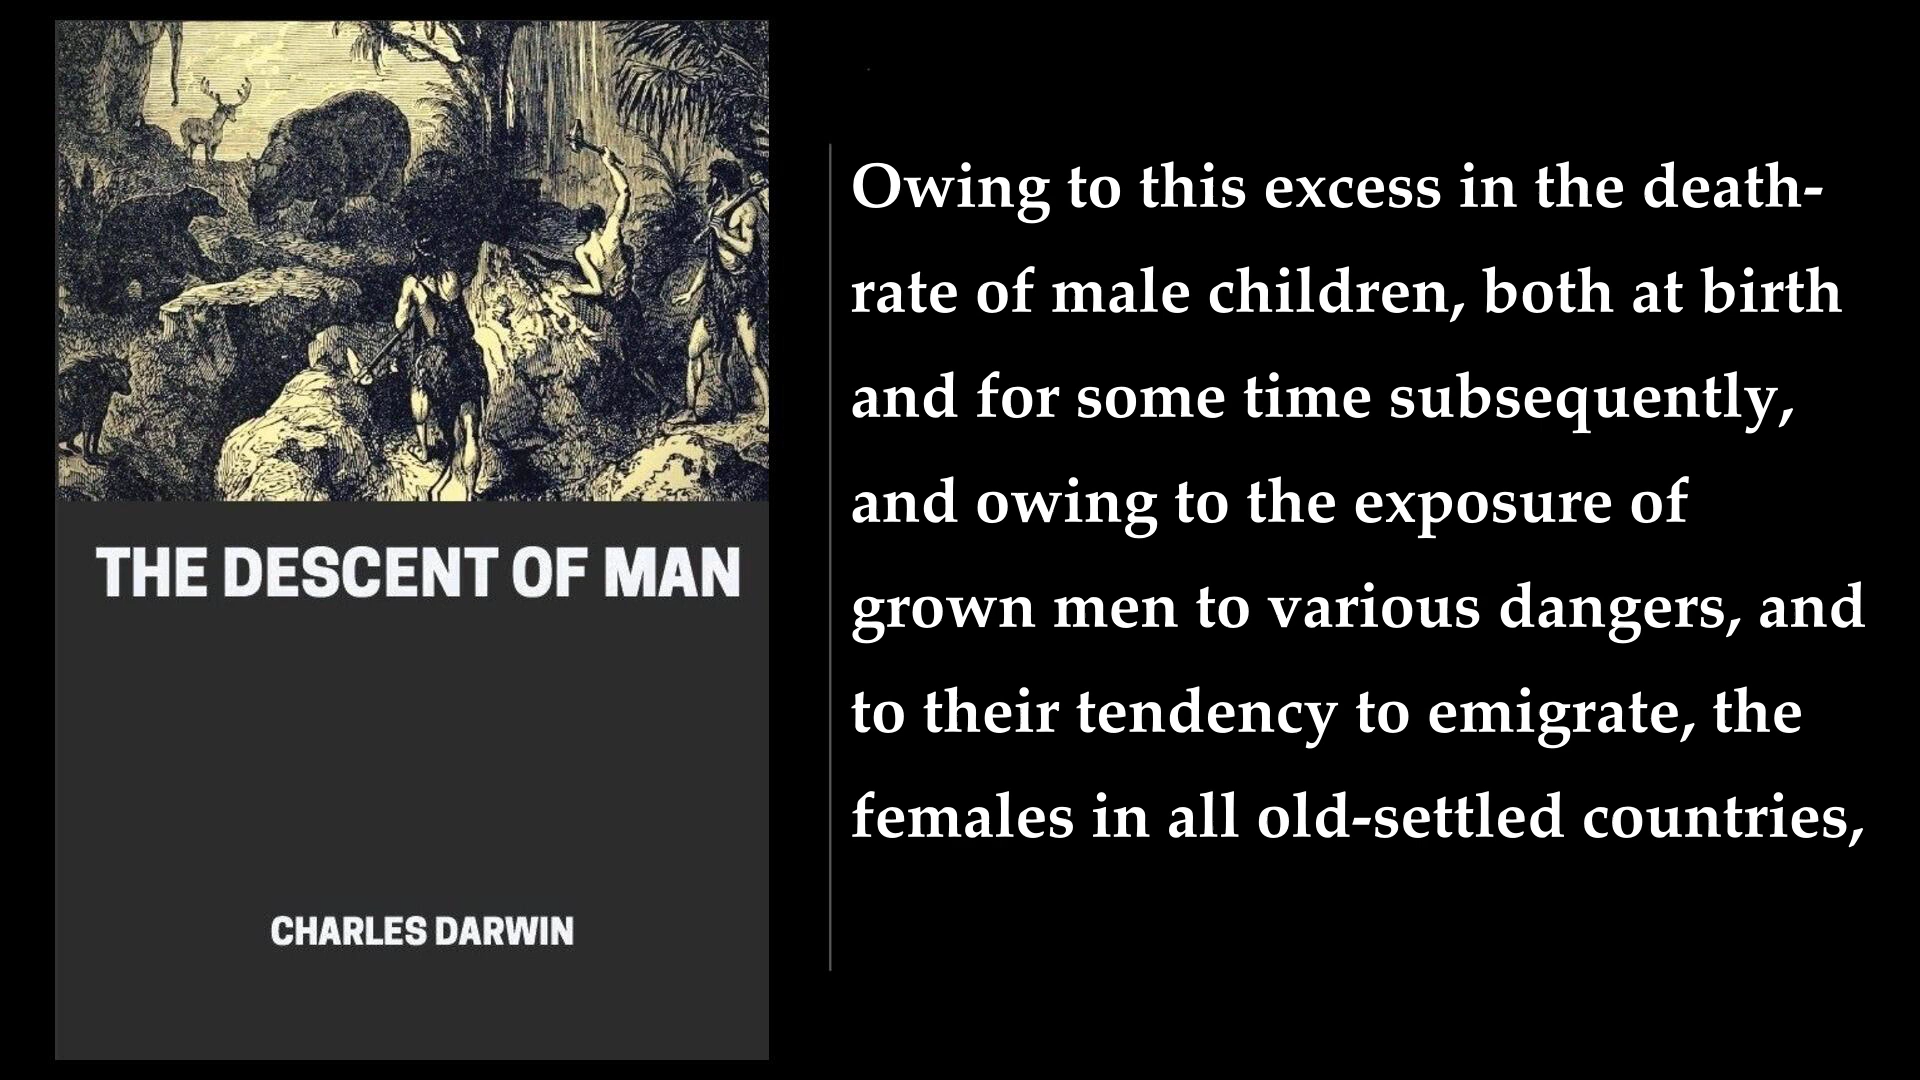 THE DESCENT OF MAN
CHARLES DARWIN
Owing to this excess in the death-
rate of male children, both at birth
and for some time subsequently,
and owing to the exposure of
grown men to various dangers, and
to their tendency to emigrate, the
females in all old-settled countries,